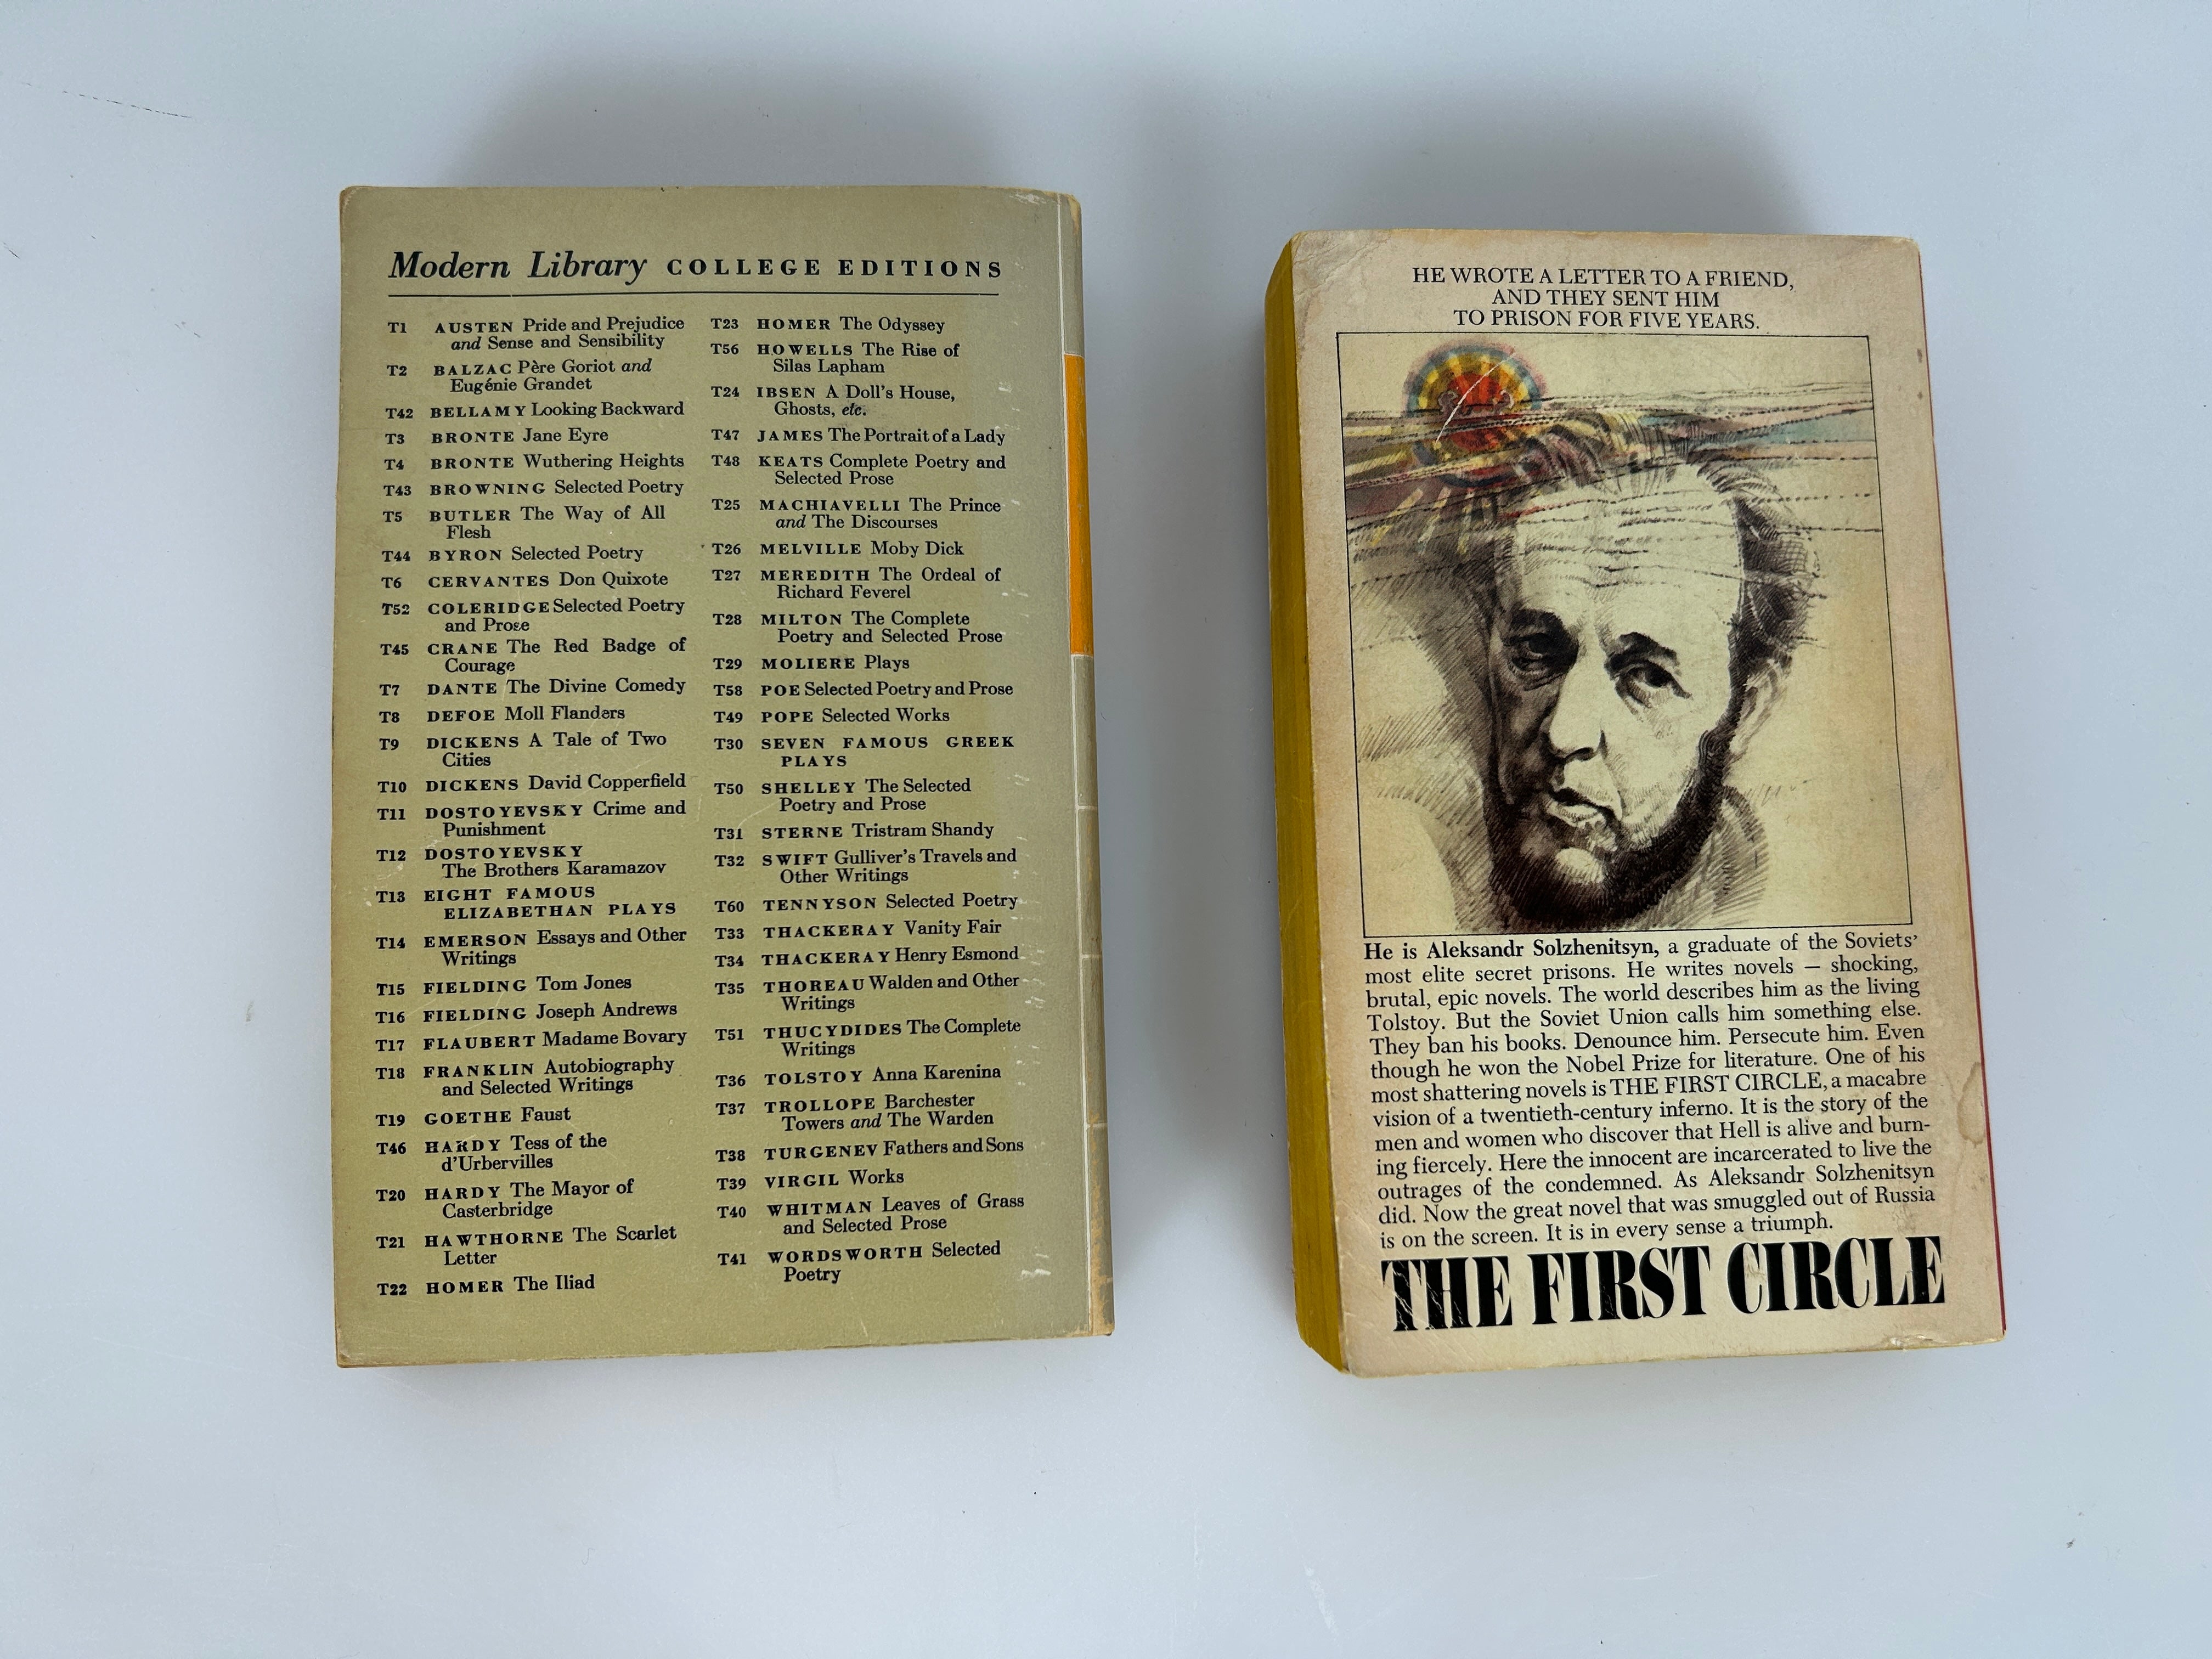 Modern Library COLLEGE EDITIONS
T1 AUSTEN Pride and Prejudice
and Sense and Sensibility
T2 BALZAC Père Goriot and
Eugénie Grandet
T42 BELLAMY Looking Backward
T3 BRONTE Jane Eyre
T4 BRONTE Wuthering Heights
T43 BROWNING Selected Poetry
T5 BUTLER The Way of All
Flesh
T44 BYRON Selected Poetry
T6 CERVANTES Don Quixote
T52 COLERIDGE Selected Poetry
and Prose
T45 CRANE The Red Badge of
Courage
T7 DANTE The Divine Comedy
T8 DEFOE Moll Flanders
T9 DICKENS A Tale of Two
Cities
T10 DICKENS David Copperfield
T11 DOSTOYEVSKY Crime and
Punishment
T12 DOSTOYEVSKY
The Brothers Karamazov
T13 EIGHT FAMOUS
ELIZABETHAN PLAYS
T14 EMERSON Essays and Other
Writings
T15 FIELDING Tom Jones
T16 FIELDING Joseph Andrews
T17 FLAUBERT Madame Bovary
T18 FRANKLIN Autobiography
and Selected Writings
T19 GOETHE Faust
T46 HARDY Tess of the
d'Urbervilles
T20 HARDY The Mayor of
Casterbridge
T21 HAWTHORNE The Scarlet
Letter
T22 HOMER The Iliad
T23 HOMER The Odyssey
T56 HOWELLS The Rise of
Silas Lapham
T24 IBSEN A Doll's House,
Ghosts, etc.
T47 JAMES The Portrait of a Lady
T48 KEATS Complete Poetry and
Selected Prose
T25 MACHIAVELLI The Prince
and The Discourses
T26 MELVILLE Moby Dick
T27 MEREDITH The Ordeal of
Richard Feverel
T28 MILTON The Complete
Poetry and Selected Prose
T29 MOLIERE Plays
T58 POE Selected Poetry and Prose
T49 POPE Selected Works
T30 SEVEN FAMOUS GREEK
PLAYS
T50 SHELLEY The Selected
Poetry and Prose
T31 STERNE Tristram Shandy
T32 SWIFT Gulliver's Travels and
Other Writings
T60 TENNYSON Selected Poetry
T33 THACKERAY Vanity Fair
T34 THACKERAY Henry Esmond
T35 THOREAU Walden and Other
Writings
T51 THUCYDIDES The Complete
Writings
T36 TOLSTOY Anna Karenina
T37 TROLLOPE Barchester
Towers and The Warden
T38 TURGENEV Fathers and Sons
T39 VIRGIL Works
T40 WHITMAN Leaves of Grass
and Selected Prose
T41 WORDSWORTH Selected
Poetry
HE WROTE A LETTER TO A FRIEND,
AND THEY SENT HIM
TO PRISON FOR FIVE YEARS.
He is Aleksandr Solzhenitsyn, a graduate of the Soviets'
most elite secret prisons. He writes novels — shocking,
brutal, epic novels. The world describes him as the living
Tolstoy. But the Soviet Union calls him something else.
They ban his books. Denounce him. Persecute him. Even
though he won the Nobel Prize for literature. One of his
most shattering novels is THE FIRST CIRCLE, a macabre
vision of a twentieth-century inferno. It is the story of the
men and women who discover that Hell is alive and burn-
ing fiercely. Here the innocent are incarcerated to live the
outrages of the condemned. As Aleksandr Solzhenitsyn
did. Now the great novel that was smuggled out of Russia
is on the screen. It is in every sense a triumph.
THE FIRST CIRCLE